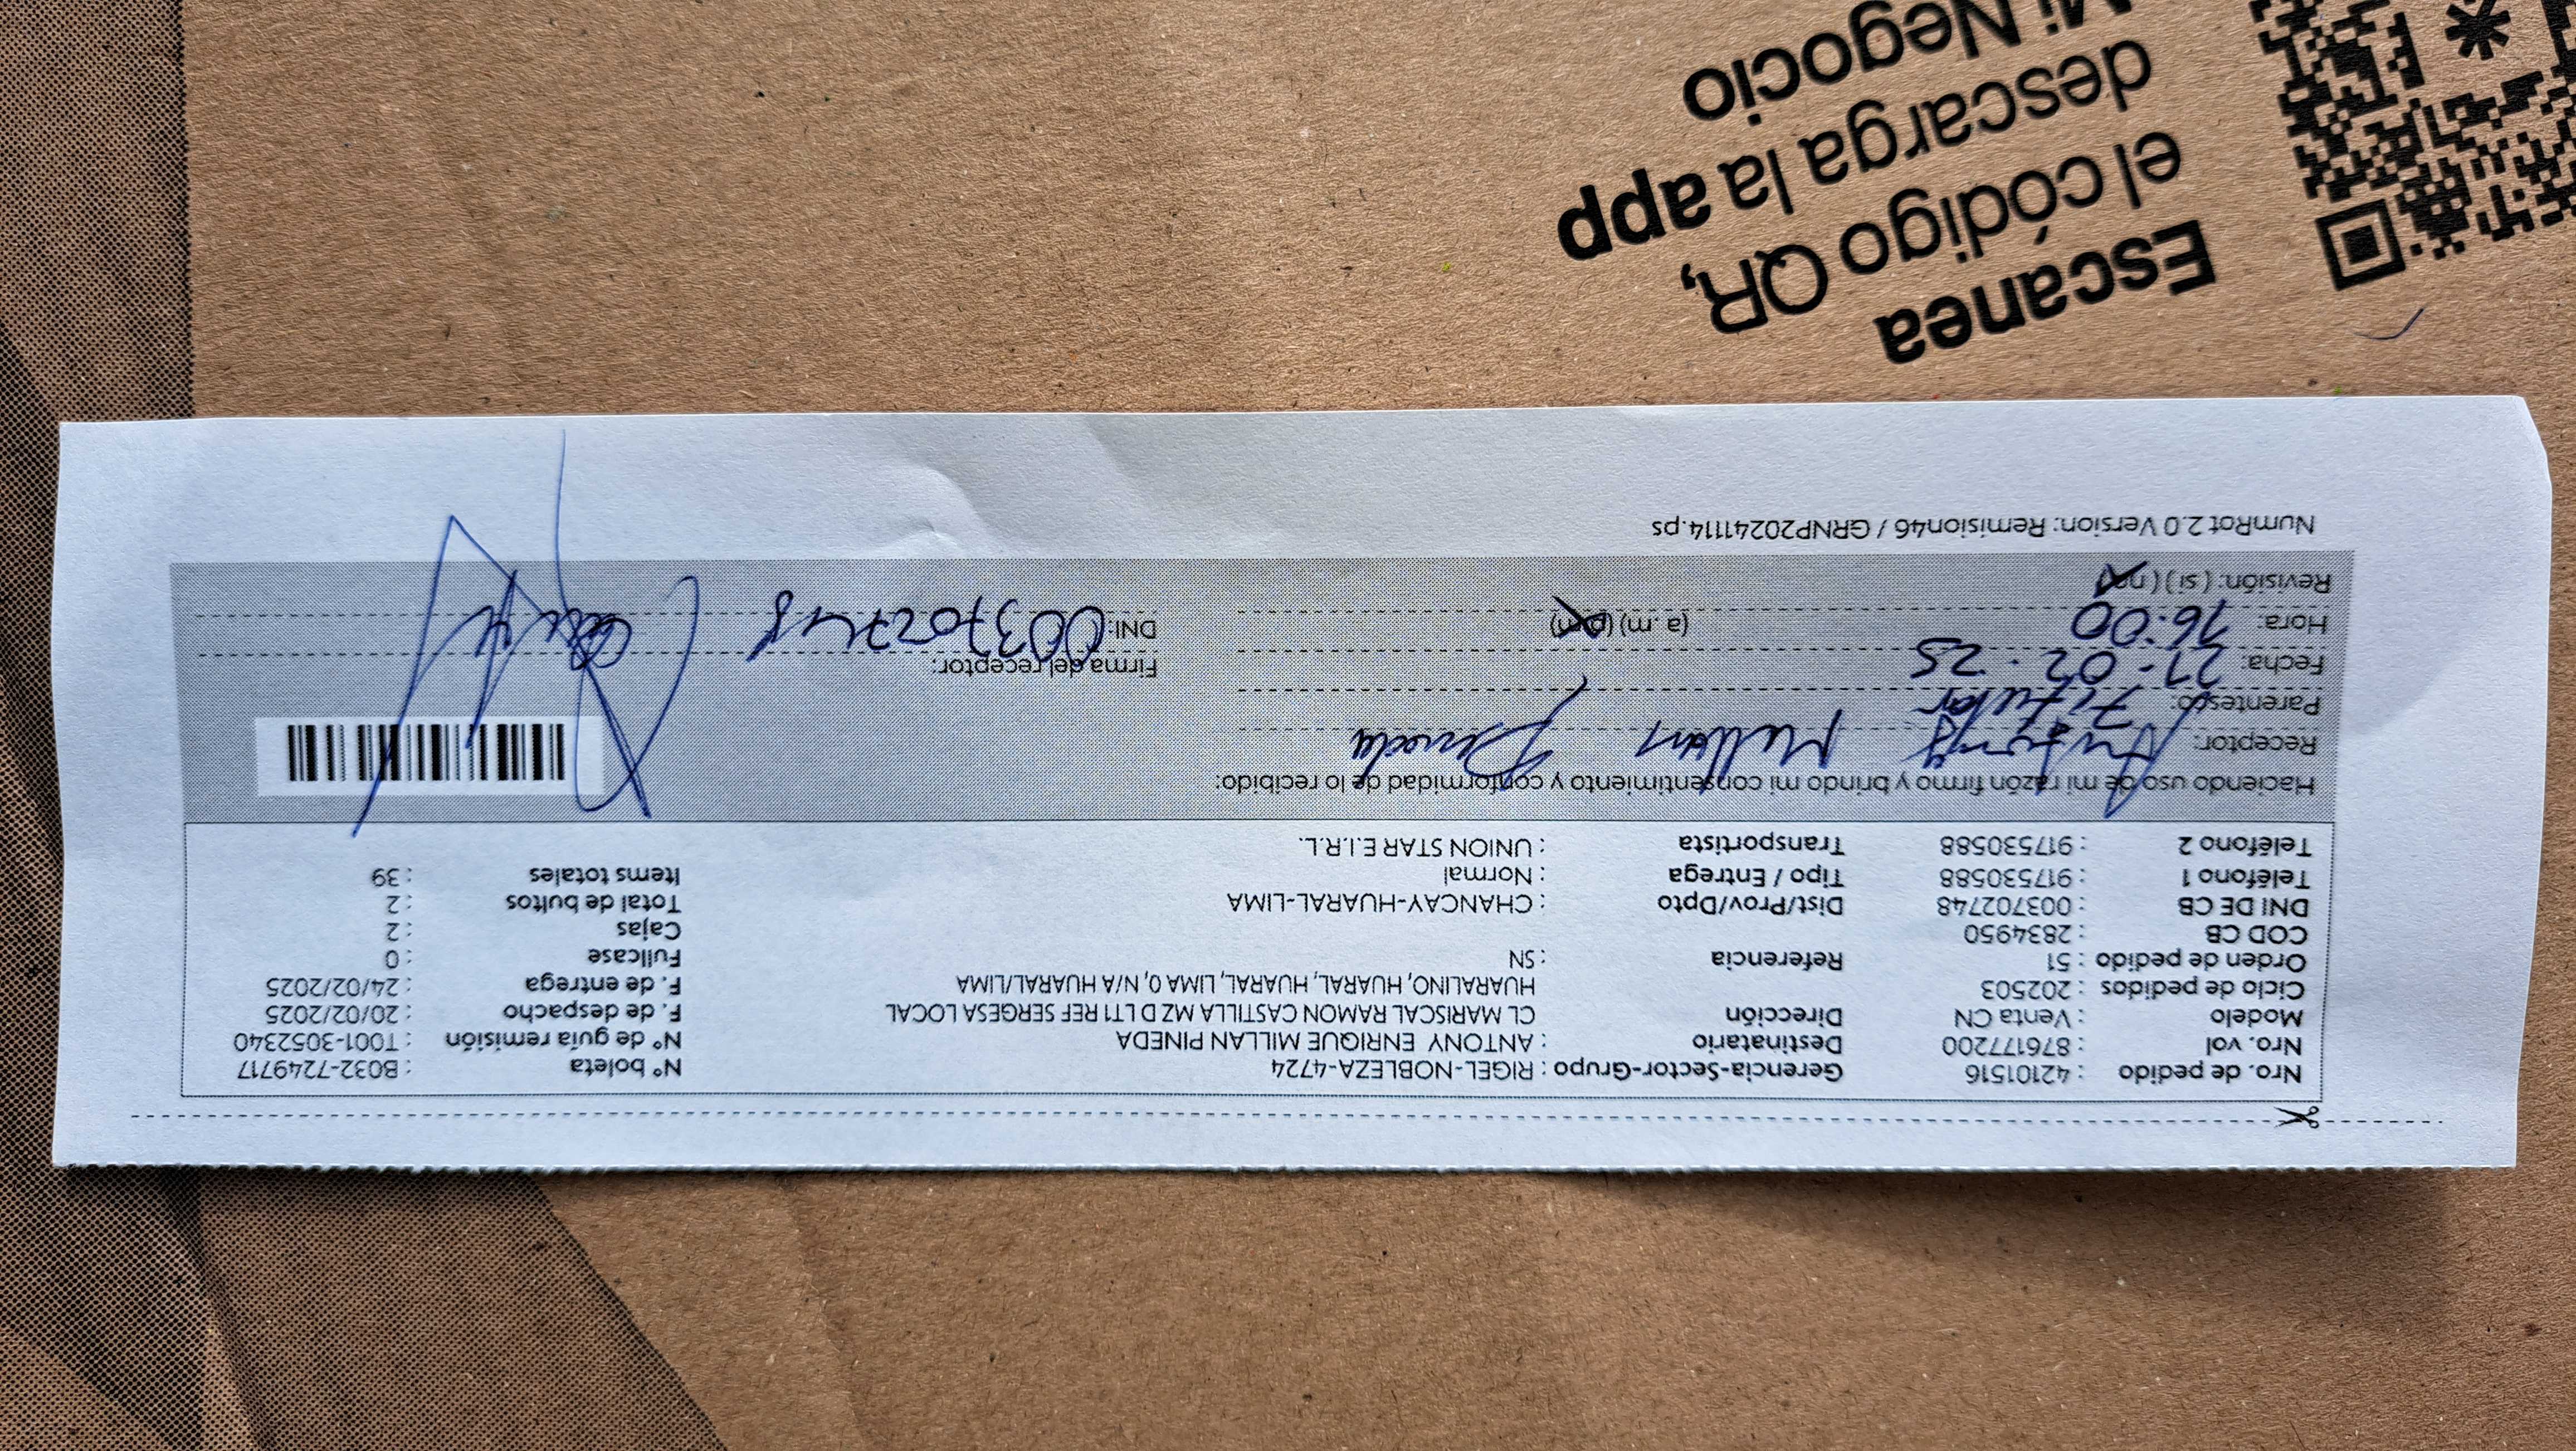 Nro. de pedido : 42101516 Gerencia-Sector-Grupo : RIGEL-NOBLEZA-4724 N° boleta : B032-7249717
Nro. vol : 876177200 Destinatario : ANTONY ENRIQUE MILLAN PINEDA N° de guía remisión : T001-3052340
Modelo : Venta CN Dirección CL MARISCAL RAMON CASTILLA MZ D LT1 REF SERGESA LOCAL F. de despacho : 20/02/2025
Ciclo de pedidos : 202503 HUARALINO, HUARAL, HUARAL, LIMA 0, N/A HUARAL/LIMA F. de entrega : 24/02/2025
Orden de pedido : 51 Referencia : SN Fullcase : 0
COD CB : 2834950 Cajas : 2
DNI DE CB : 003702748 Dist/Prov/Dpto : CHANCAY-HUARAL-LIMA Total de bultos : 2
Teléfono 1 : 917530588 Tipo / Entrega : Normal Items totales : 39
Teléfono 2 : 917530588 Transportista : UNION STAR E.I.R.L.
Haciendo uso de mi razón firmo y brindo mi consentimiento y conformidad de lo recibido:
Receptor: Antony Millan Pineda
Parentesco: Titular
Fecha: 21-02-25 Firma del receptor:
Hora: 16:00 (a. m) (p.m) DNI: 003702748
Revisión: ( si ) ( no )
NumRot 2.0 Version: Remision46 / GRNP20241114.ps
Escanea
el código QR,
descarga la app
Mi Negocio